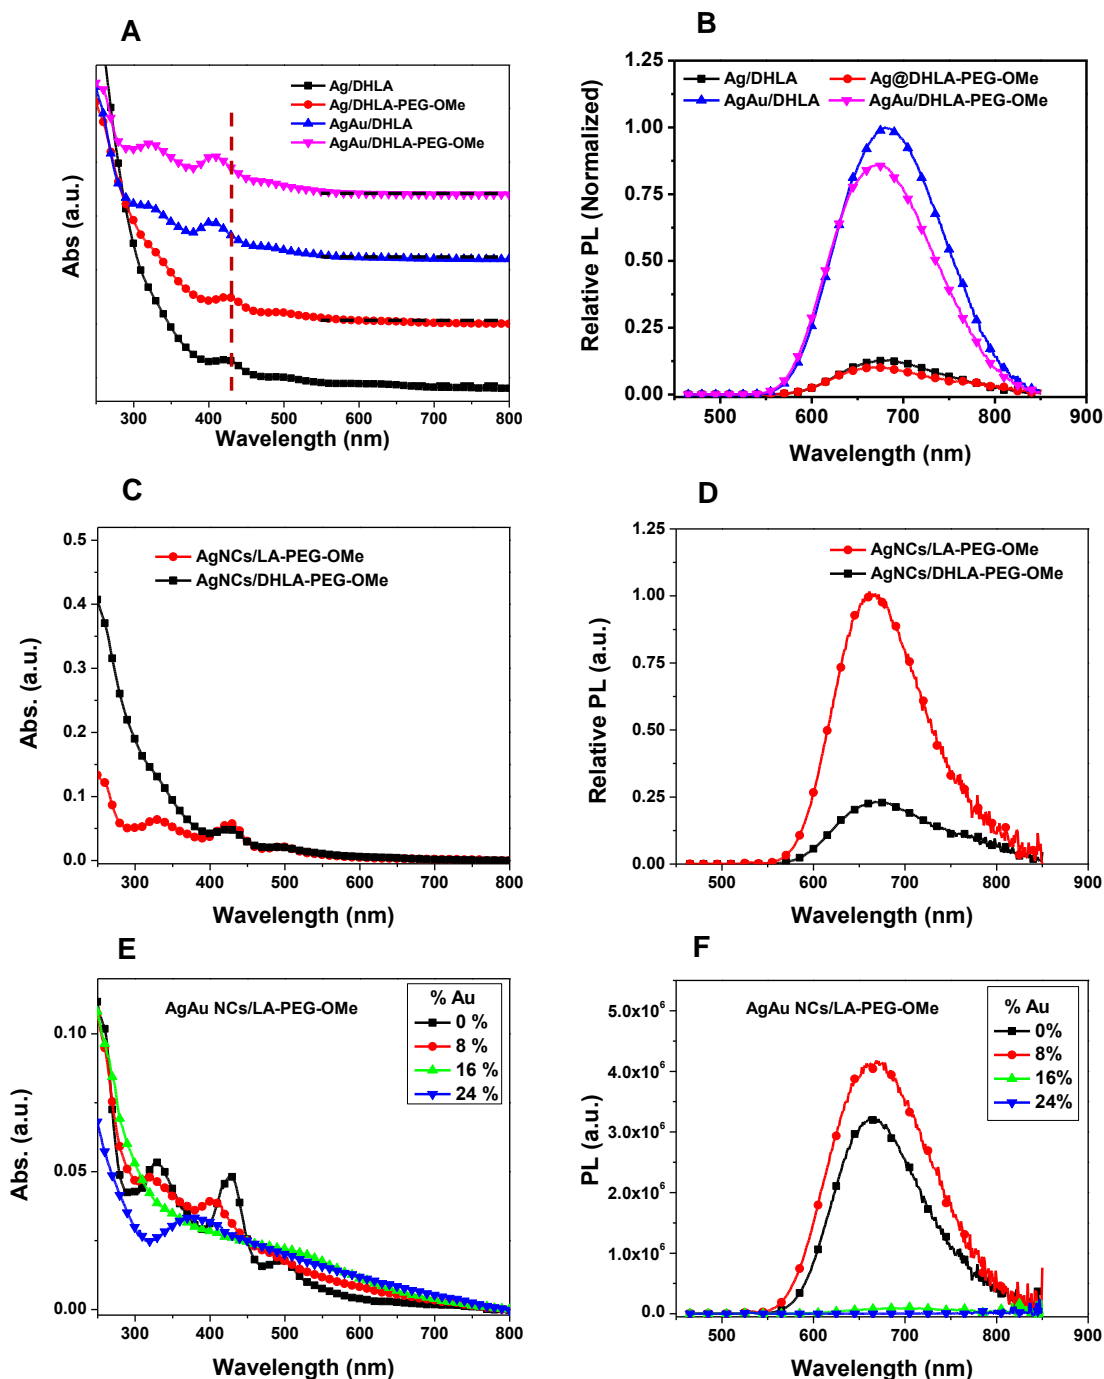 A
Ag/DHLA
Ag/DHLA-PEG-OMe
AgAu/DHLA
AgAu/DHLA-PEG-OMe
Abs (a.u.)
300 400 500 600 700 800
Wavelength (nm)
B
1.25
1.00
0.75
0.50
0.25
0.00
Ag/DHLA
Ag@DHLA-PEG-OMe
AgAu/DHLA
AgAu/DHLA-PEG-OMe
Relative PL (Normalized)
500 600 700 800 900
Wavelength (nm)
C
0.5
0.4
0.3
0.2
0.1
0.0
AgNCs/LA-PEG-OMe
AgNCs/DHLA-PEG-OMe
Abs. (a.u.)
300 400 500 600 700 800
Wavelength (nm)
D
1.25
1.00
0.75
0.50
0.25
0.00
AgNCs/LA-PEG-OMe
AgNCs/DHLA-PEG-OMe
Relative PL (a.u.)
500 600 700 800 900
Wavelength (nm)
E
0.10
0.05
0.00
AgAu NCs/LA-PEG-OMe
% Au
0 %
8 %
16 %
24 %
Abs. (a.u.)
300 400 500 600 700 800
Wavelength (nm)
F
5.0x10⁶
4.0x10⁶
3.0x10⁶
2.0x10⁶
1.0x10⁶
0.0
AgAu NCs/LA-PEG-OMe
% Au
0%
8%
16%
24%
PL (a.u.)
500 600 700 800 900
Wavelength (nm)